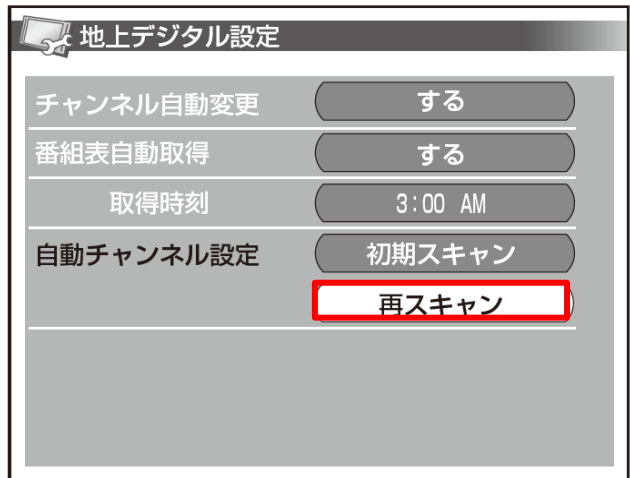 地上デジタル設定
チャンネル自動変更 する
番組表自動取得 する
取得時刻 3:00 AM
自動チャンネル設定 初期スキャン
再スキャン